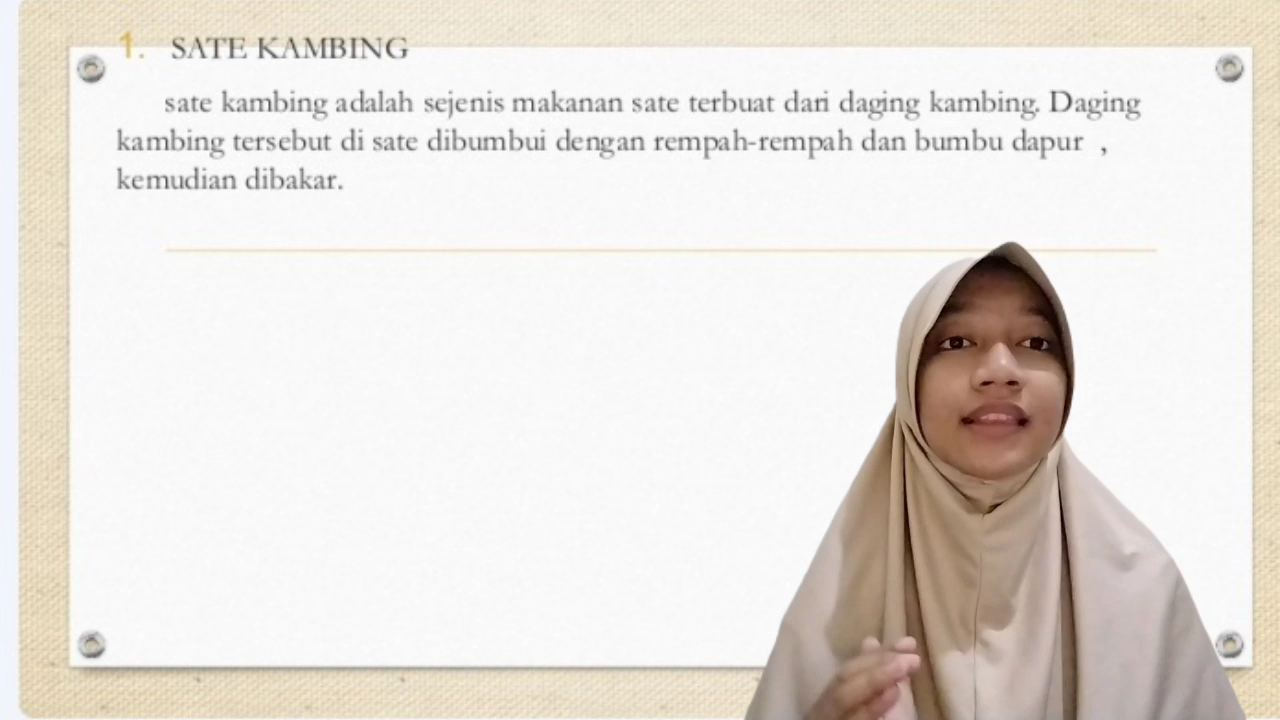 1. SATE KAMBING
sate kambing adalah sejenis makanan sate terbuat dari daging kambing. Daging
kambing tersebut di sate dibumbui dengan rempah-rempah dan bumbu dapur ,
kemudian dibakar.